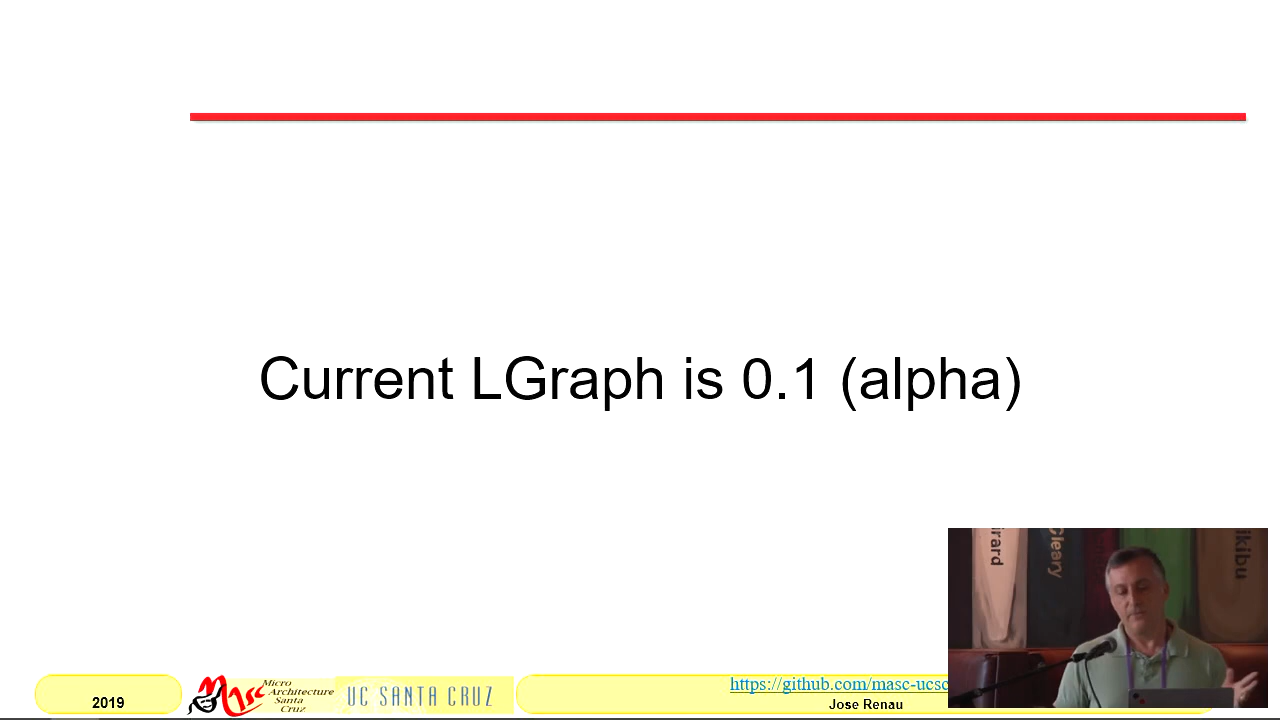 Current LGraph is 0.1 (alpha)
2019
Masc
Micro
Architecture
Santa
Cruz
UC SANTA CRUZ
https://github.com/masc-ucsc
Jose Renau
irard
Cleary
ikibu